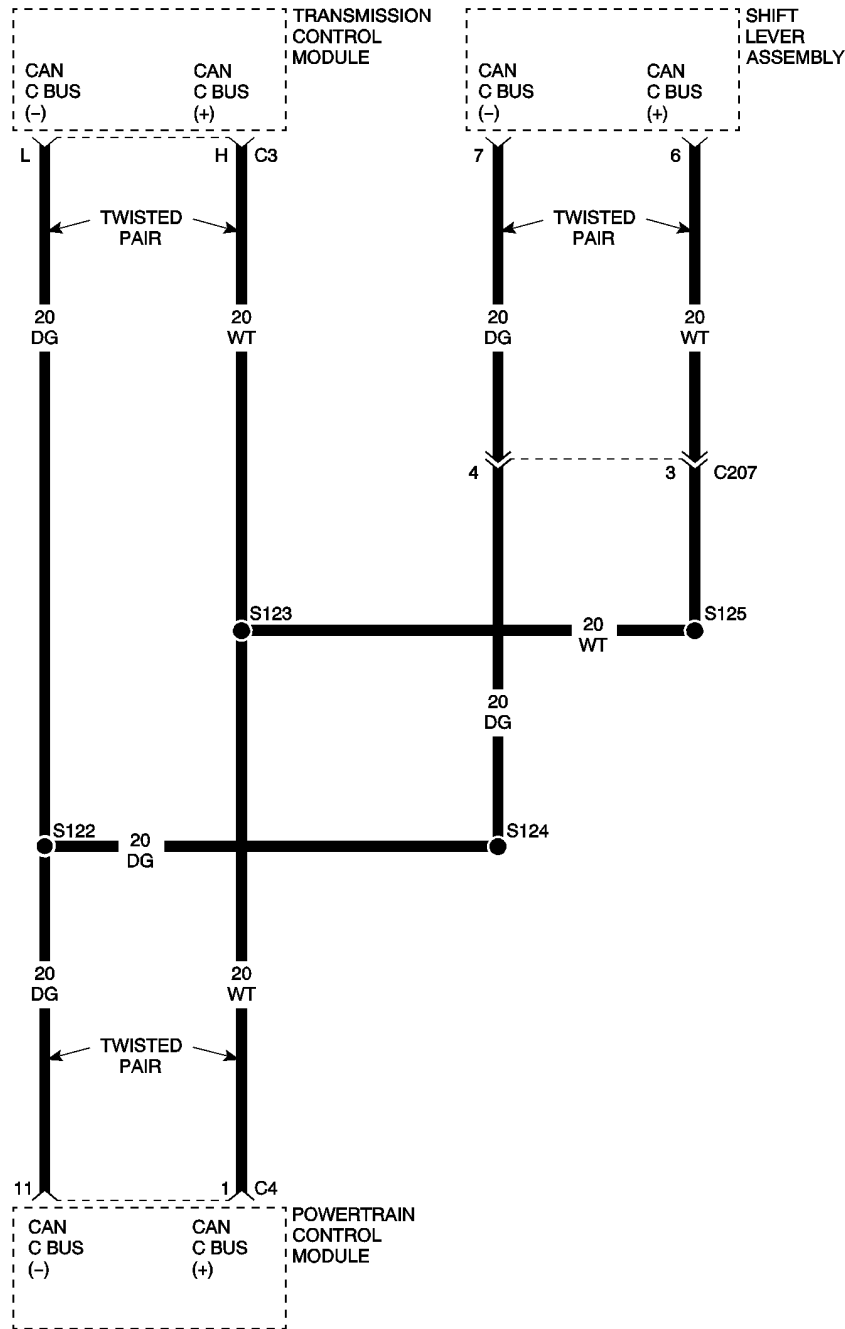 TRANSMISSION
CONTROL
MODULE
CAN
C BUS
(–)
CAN
C BUS
(+)
L
H
C3
SHIFT
LEVER
ASSEMBLY
CAN
C BUS
(–)
CAN
C BUS
(+)
7
6
TWISTED
PAIR
TWISTED
PAIR
20
DG
20
WT
20
DG
20
WT
4
3
C207
S123
20
WT
S125
20
DG
S122
20
DG
S124
20
DG
20
WT
TWISTED
PAIR
11
1
C4
CAN
C BUS
(–)
CAN
C BUS
(+)
POWERTRAIN
CONTROL
MODULE